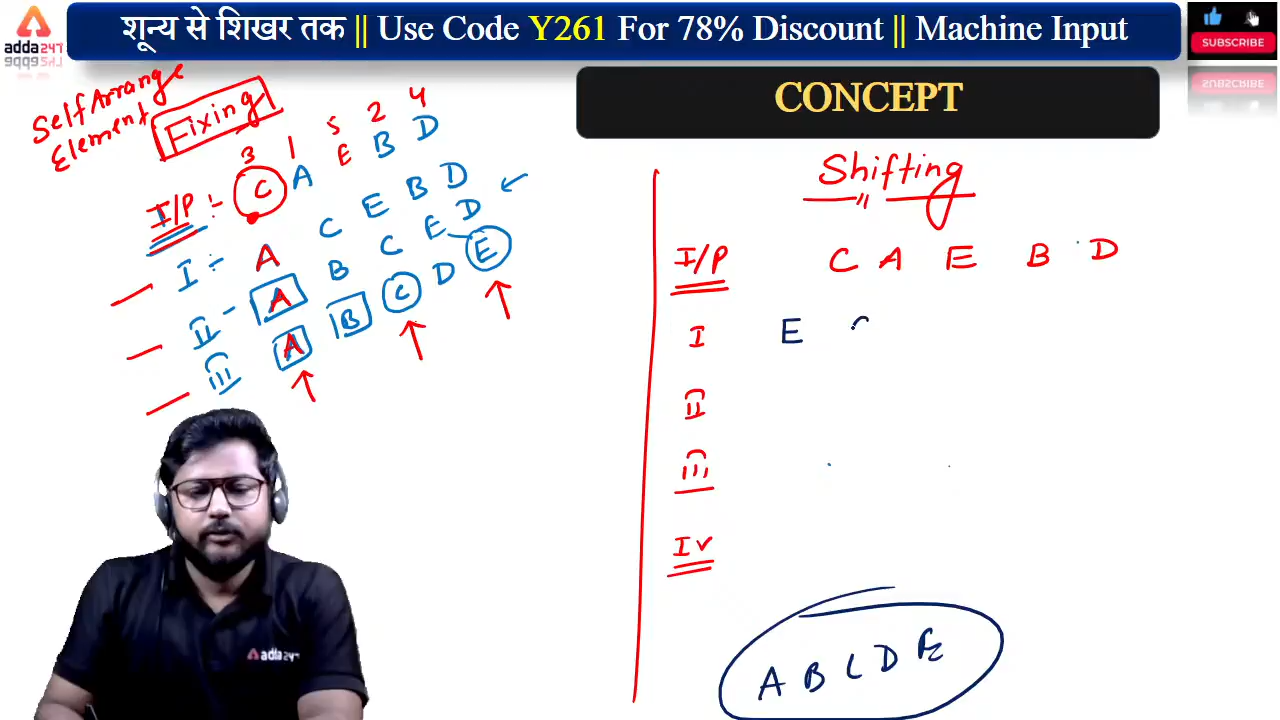 शून्य से शिखर तक || Use Code Y261 For 78% Discount || Machine Input
adda247
SUBSCRIBE
CONCEPT
Self Arrange
Element
Fixing
3 1 5 2 4
I/P :- C A E B D
I :- A C E B D
II - A B C E D
III A B C D E
Shifting
I/P C A E B D
I E
II
III
IV
A B C D E
adda247